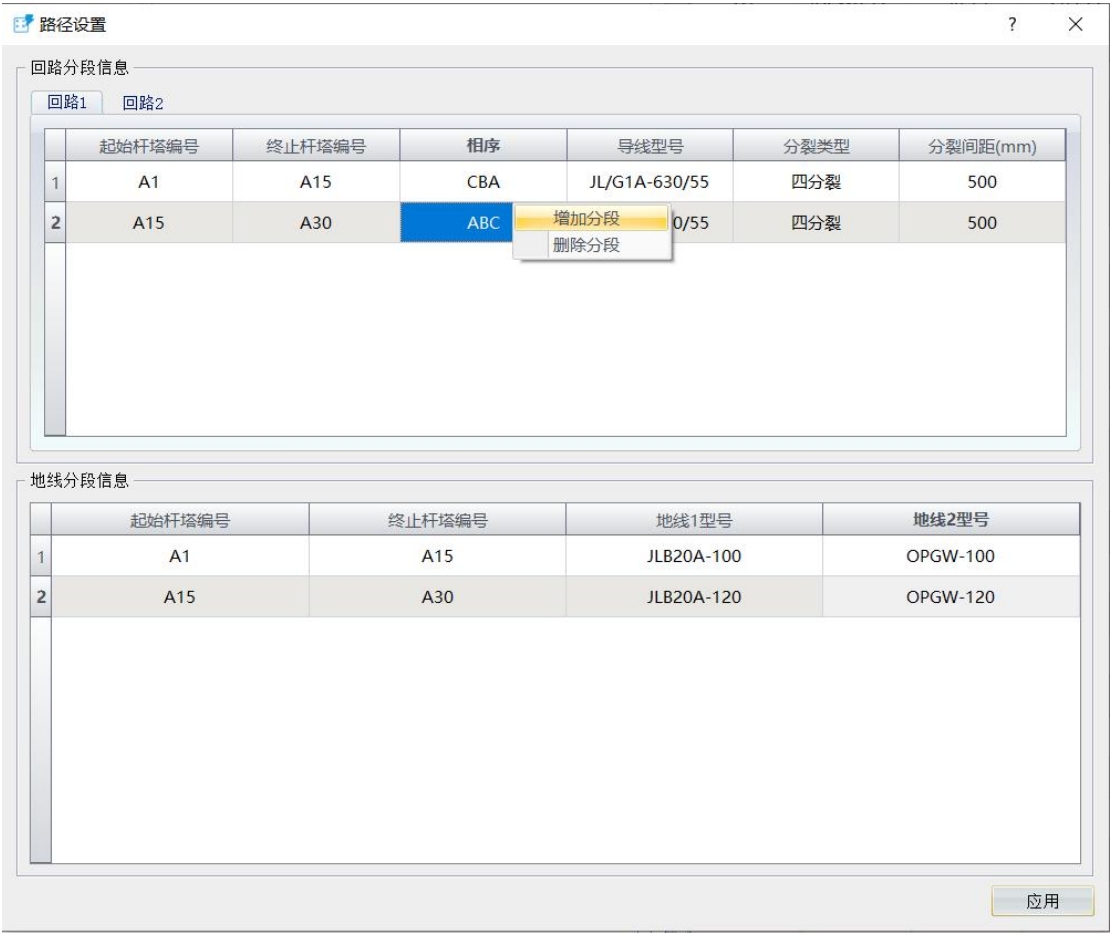 路径设置 ?
回路分段信息
回路1 回路2
起始杆塔编号 终止杆塔编号 相序 导线型号 分裂类型 分裂间距(mm)
1 A1 A15 CBA JL/G1A-630/55 四分裂 500
2 A15 A30 ABC 0/55 四分裂 500
增加分段
删除分段
地线分段信息
起始杆塔编号 终止杆塔编号 地线1型号 地线2型号
1 A1 A15 JLB20A-100 OPGW-100
2 A15 A30 JLB20A-120 OPGW-120
应用